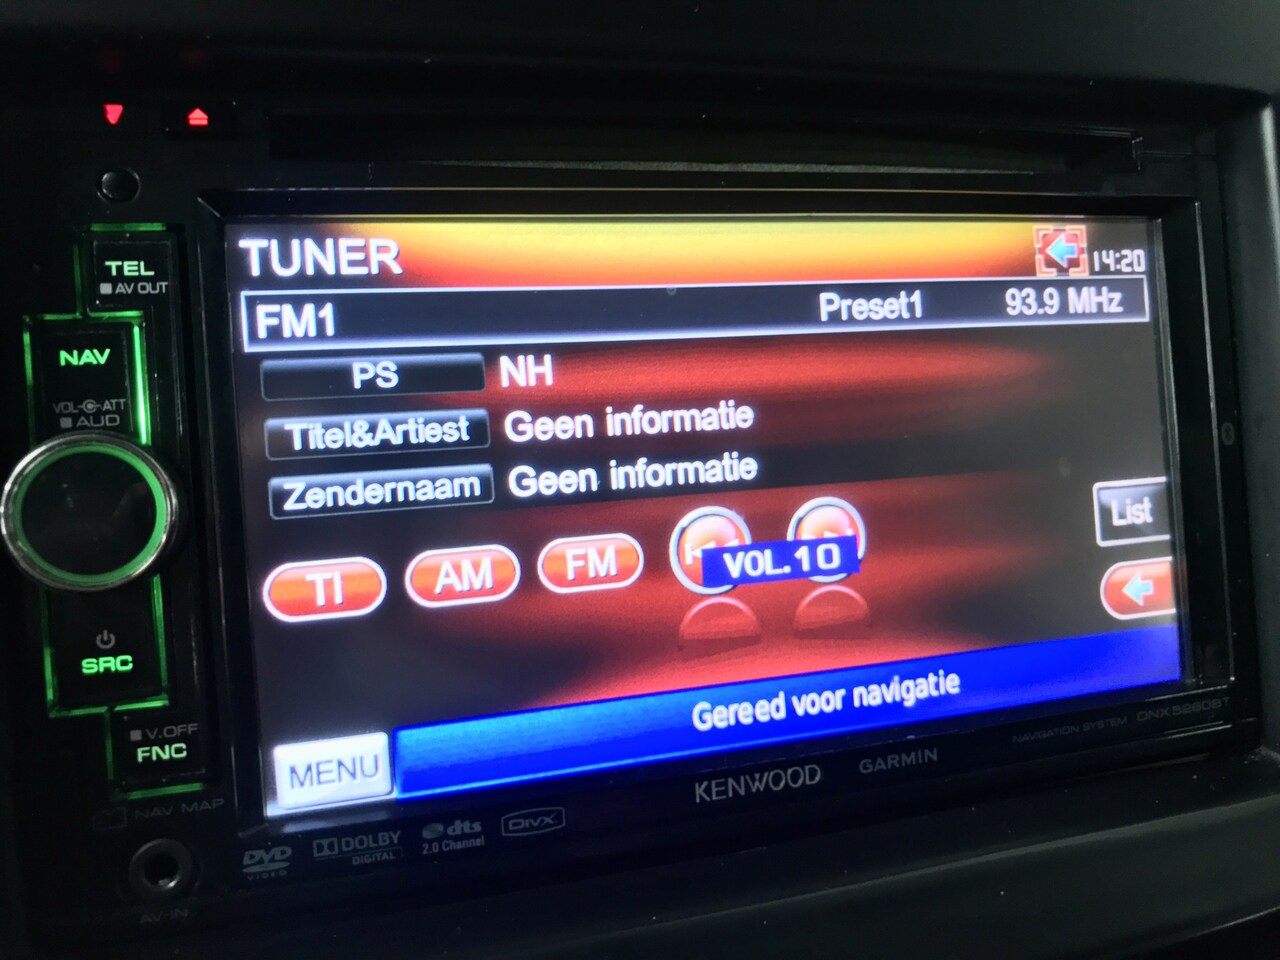 TEL
AV OUT
NAV
VOL ATT
AUD
SRC
V.OFF
FNC
NAV MAP
AV-IN
TUNER
14:20
FM1 Preset1 93.9 MHz
PS NH
Titel&Artiest Geen informatie
Zendernaam Geen informatie
List
TI AM FM VOL.10
Gereed voor navigatie
MENU
KENWOOD GARMIN NAVIGATION SYSTEM DNX5260BT
DVD VIDEO
DOLBY DIGITAL
dts 2.0 Channel
DIVX